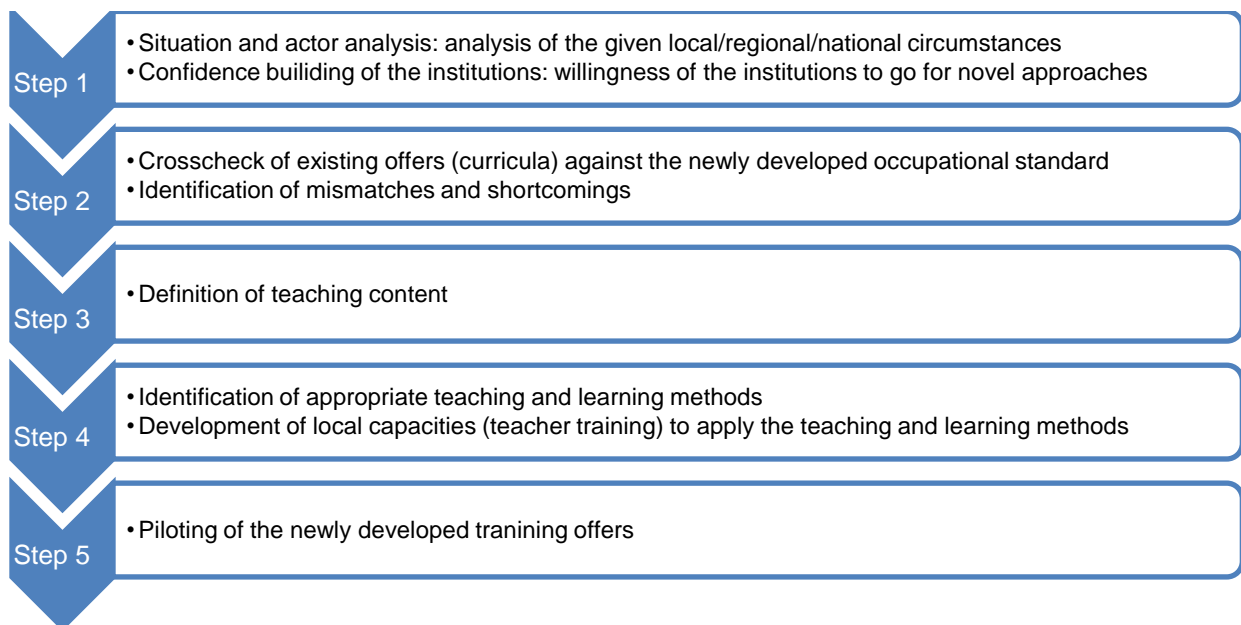 Step 1
• Situation and actor analysis: analysis of the given local/regional/national circumstances
• Confidence builiding of the institutions: willingness of the institutions to go for novel approaches
Step 2
• Crosscheck of existing offers (curricula) against the newly developed occupational standard
• Identification of mismatches and shortcomings
Step 3
• Definition of teaching content
Step 4
• Identification of appropriate teaching and learning methods
• Development of local capacities (teacher training) to apply the teaching and learning methods
Step 5
• Piloting of the newly developed tranining offers